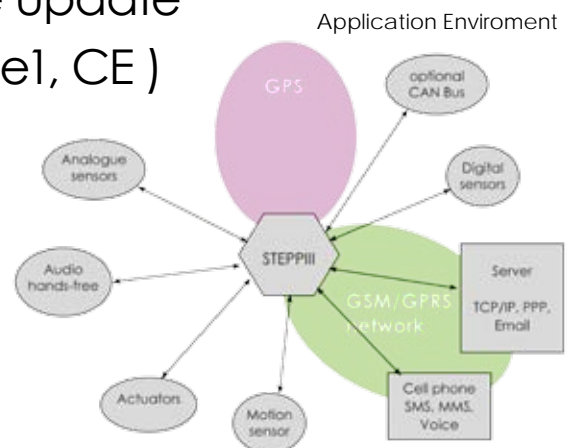 e update
e1, CE )
Application Enviroment
GPS
optional
CAN Bus
Analogue
sensors
Digital
sensors
STEPPIII
Audio
hands-free
Server
TCP/IP, PPP,
Email
GSM/GPRS
network
Actuators
Motion
sensor
Cell phone
SMS, MMS,
Voice